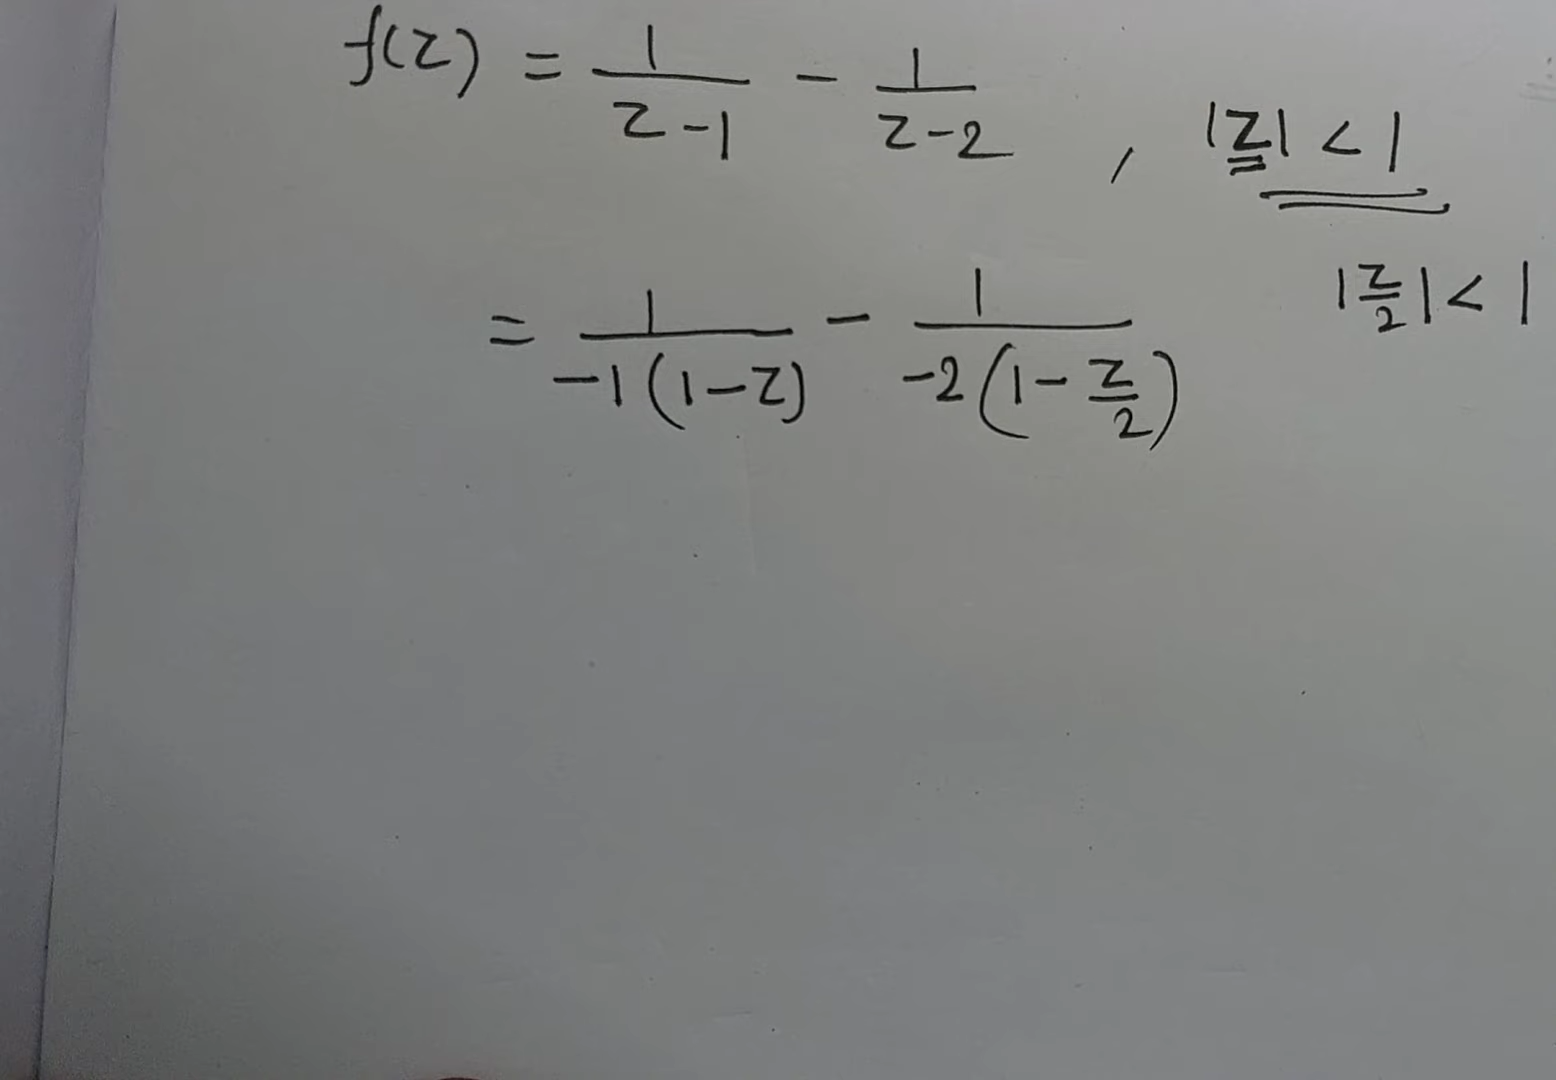 f(z) = 1/(z-1) - 1/(z-2) , |z| < 1
|z/2| < 1
= 1/(-1(1-z)) - 1/(-2(1-z/2))